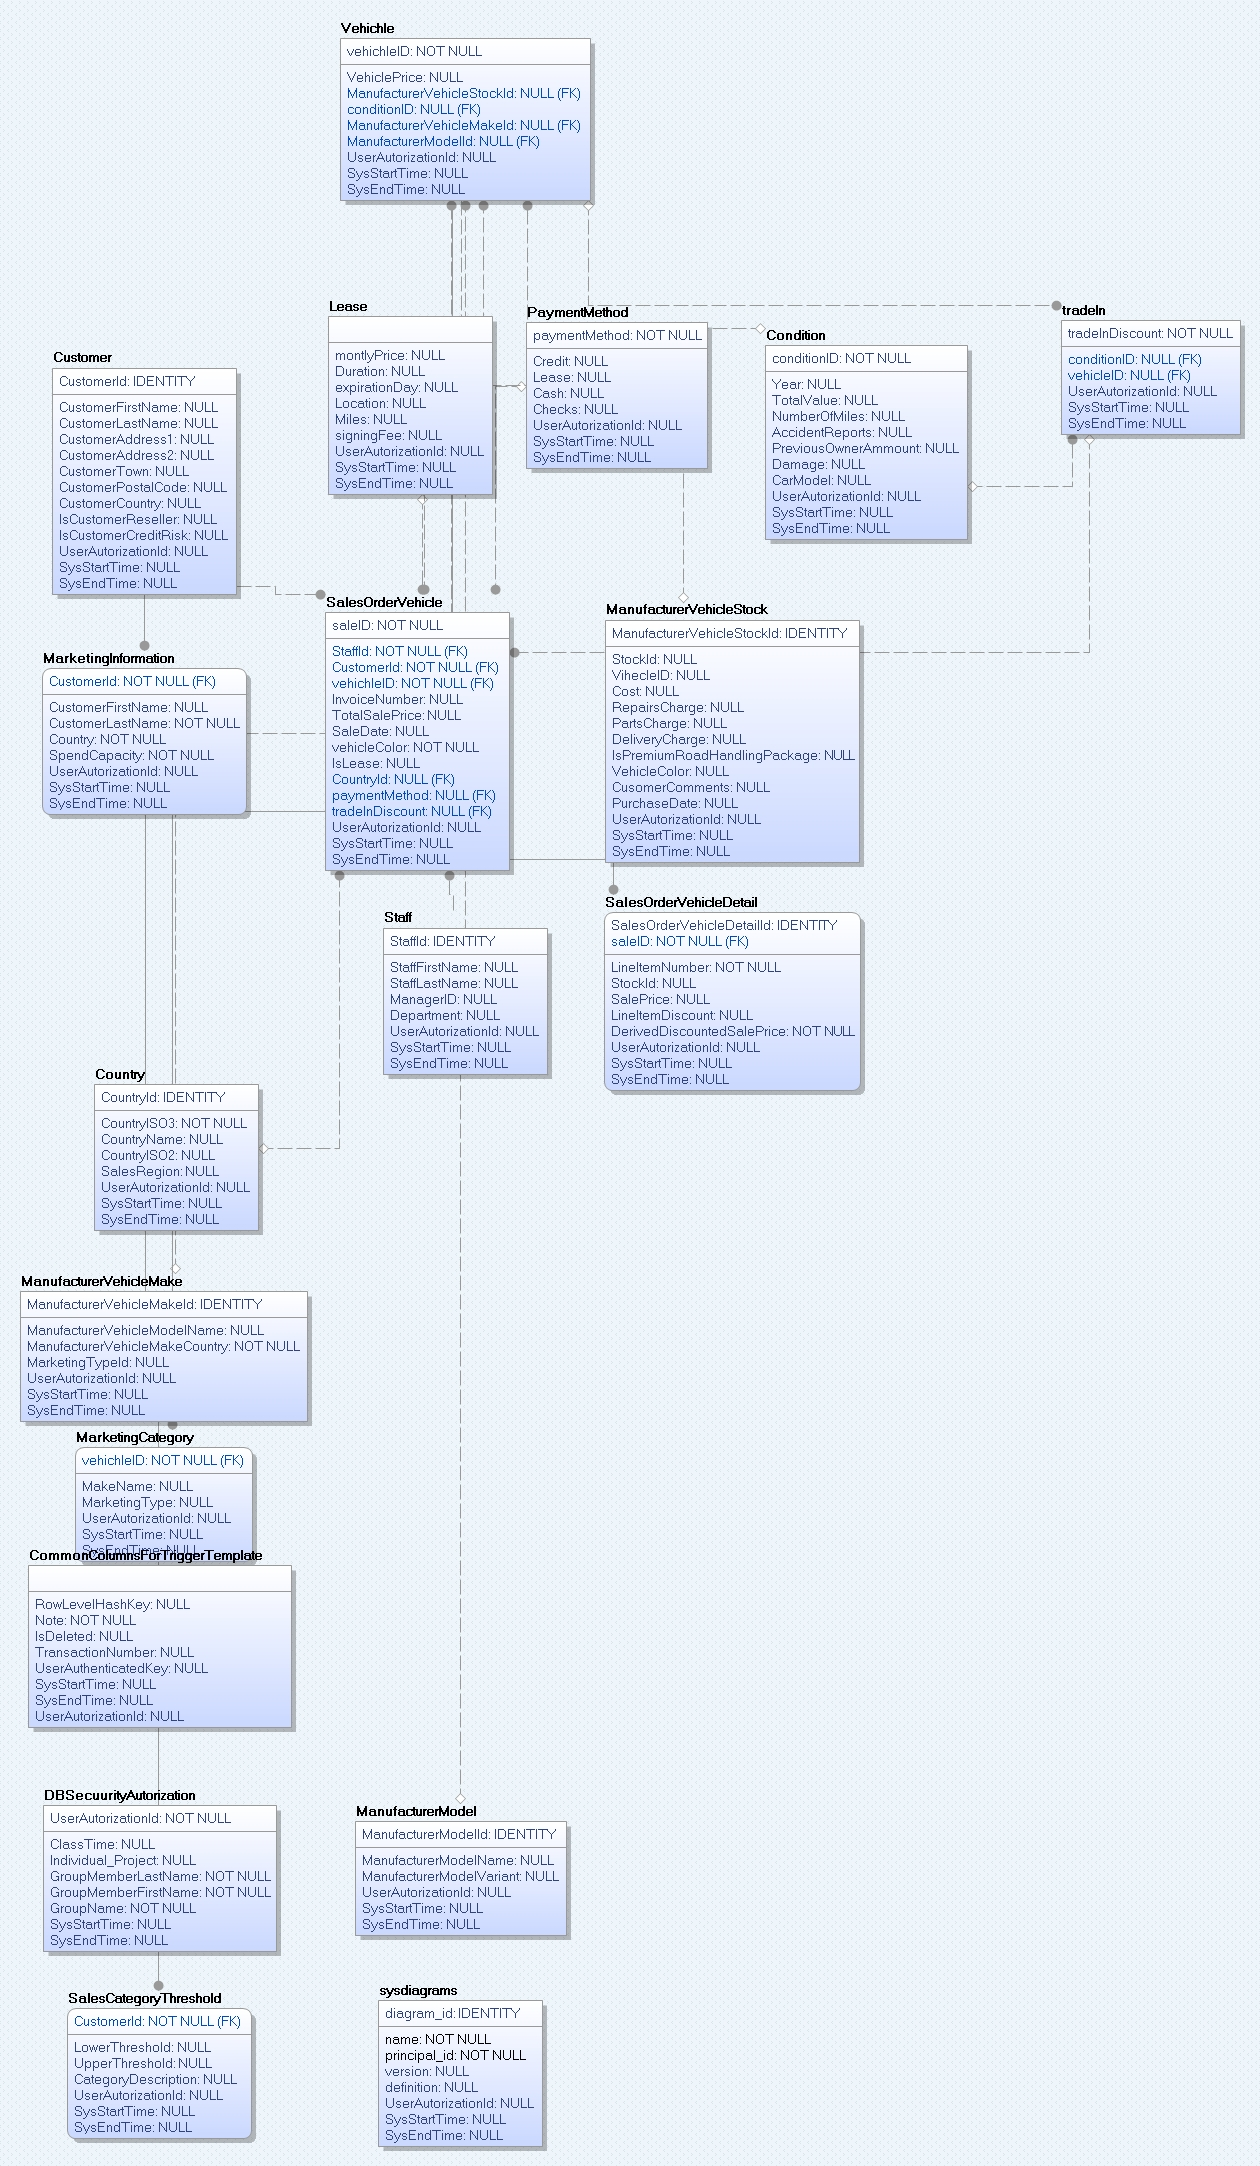 Vehichle
vehichleID: NOT NULL
VehiclePrice: NULL
ManufacturerVehicleStockId: NULL (FK)
conditionID: NULL (FK)
ManufacturerVehicleMakeId: NULL (FK)
ManufacturerModelId: NULL (FK)
UserAutorizationId: NULL
SysStartTime: NULL
SysEndTime: NULL
Lease
montlyPrice: NULL
Duration: NULL
expirationDay: NULL
Location: NULL
Miles: NULL
signingFee: NULL
UserAutorizationId: NULL
SysStartTime: NULL
SysEndTime: NULL
PaymentMethod
paymentMethod: NOT NULL
Credit: NULL
Lease: NULL
Cash: NULL
Checks: NULL
UserAutorizationId: NULL
SysStartTime: NULL
SysEndTime: NULL
Condition
conditionID: NOT NULL
Year: NULL
TotalValue: NULL
NumberOfMiles: NULL
AccidentReports: NULL
PreviousOwnerAmmount: NULL
Damage: NULL
CarModel: NULL
UserAutorizationId: NULL
SysStartTime: NULL
SysEndTime: NULL
tradeIn
tradeInDiscount: NOT NULL
conditionID: NULL (FK)
vehicleID: NULL (FK)
UserAutorizationId: NULL
SysStartTime: NULL
SysEndTime: NULL
Customer
CustomerId: IDENTITY
CustomerFirstName: NULL
CustomerLastName: NULL
CustomerAddress1: NULL
CustomerAddress2: NULL
CustomerTown: NULL
CustomerPostalCode: NULL
CustomerCountry: NULL
IsCustomerReseller: NULL
IsCustomerCreditRisk: NULL
UserAutorizationId: NULL
SysStartTime: NULL
SysEndTime: NULL
MarketingInformation
CustomerId: NOT NULL (FK)
CustomerFirstName: NULL
CustomerLastName: NOT NULL
Country: NOT NULL
SpendCapacity: NOT NULL
UserAutorizationId: NULL
SysStartTime: NULL
SysEndTime: NULL
SalesOrderVehicle
saleID: NOT NULL
StaffId: NOT NULL (FK)
CustomerId: NOT NULL (FK)
vehichleID: NOT NULL (FK)
InvoiceNumber: NULL
TotalSalePrice: NULL
SaleDate: NULL
vehicleColor: NOT NULL
IsLease: NULL
CountryId: NULL (FK)
paymentMethod: NULL (FK)
tradeInDiscount: NULL (FK)
UserAutorizationId: NULL
SysStartTime: NULL
SysEndTime: NULL
ManufacturerVehicleStock
ManufacturerVehicleStockId: IDENTITY
StockId: NULL
VihecleID: NULL
Cost: NULL
RepairsCharge: NULL
PartsCharge: NULL
DeliveryCharge: NULL
IsPremiumRoadHandlingPackage: NULL
VehicleColor: NULL
CusomerComments: NULL
PurchaseDate: NULL
UserAutorizationId: NULL
SysStartTime: NULL
SysEndTime: NULL
Staff
StaffId: IDENTITY
StaffFirstName: NULL
StaffLastName: NULL
ManagerID: NULL
Department: NULL
UserAutorizationId: NULL
SysStartTime: NULL
SysEndTime: NULL
SalesOrderVehicleDetail
SalesOrderVehicleDetailId: IDENTITY
saleID: NOT NULL (FK)
LineItemNumber: NOT NULL
StockId: NULL
SalePrice: NULL
LineItemDiscount: NULL
DerivedDiscountedSalePrice: NOT NULL
UserAutorizationId: NULL
SysStartTime: NULL
SysEndTime: NULL
Country
CountryId: IDENTITY
CountryISO3: NOT NULL
CountryName: NULL
CountryISO2: NULL
SalesRegion: NULL
UserAutorizationId: NULL
SysStartTime: NULL
SysEndTime: NULL
ManufacturerVehicleMake
ManufacturerVehicleMakeId: IDENTITY
ManufacturerVehicleModelName: NULL
ManufacturerVehicleMakeCountry: NOT NULL
MarketingTypeId: NULL
UserAutorizationId: NULL
SysStartTime: NULL
SysEndTime: NULL
MarketingCategory
vehichleID: NOT NULL (FK)
MakeName: NULL
MarketingType: NULL
UserAutorizationId: NULL
SysStartTime: NULL
SysEndTime: NULL
CommonColumnsForTriggerTemplate
RowLevelHashKey: NULL
Note: NOT NULL
IsDeleted: NULL
TransactionNumber: NULL
UserAuthenticatedKey: NULL
SysStartTime: NULL
SysEndTime: NULL
UserAutorizationId: NULL
DBSecuurityAutorization
UserAutorizationId: NOT NULL
ClassTime: NULL
Individual_Project: NULL
GroupMemberLastName: NOT NULL
GroupMemberFirstName: NOT NULL
GroupName: NOT NULL
SysStartTime: NULL
SysEndTime: NULL
ManufacturerModel
ManufacturerModelId: IDENTITY
ManufacturerModelName: NULL
ManufacturerModelVariant: NULL
UserAutorizationId: NULL
SysStartTime: NULL
SysEndTime: NULL
SalesCategoryThreshold
CustomerId: NOT NULL (FK)
LowerThreshold: NULL
UpperThreshold: NULL
CategoryDescription: NULL
UserAutorizationId: NULL
SysStartTime: NULL
SysEndTime: NULL
sysdiagrams
diagram_id: IDENTITY
name: NOT NULL
principal_id: NOT NULL
version: NULL
definition: NULL
UserAutorizationId: NULL
SysStartTime: NULL
SysEndTime: NULL